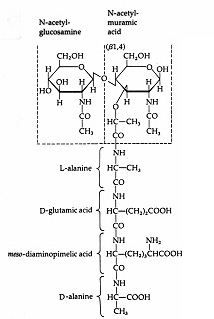 N-acetyl-
glucosamine
N-acetyl-
muramic
acid
(β1,4)
CH2OH
CH2OH
H
O
H
H
O
OH
H
OH
H
HO
H
O
H
H
H
H
NH
O
NH
CO
HC—CH3
CO
CH3
CO
CH3
NH
L-alanine
HC—CH3
CO
NH
D-glutamic acid
HC—(CH2)2COOH
CO
NH
NH2
meso-diaminopimelic acid
HC—(CH2)3CHCOOH
CO
NH
D-alanine
HC—COOH
CH3